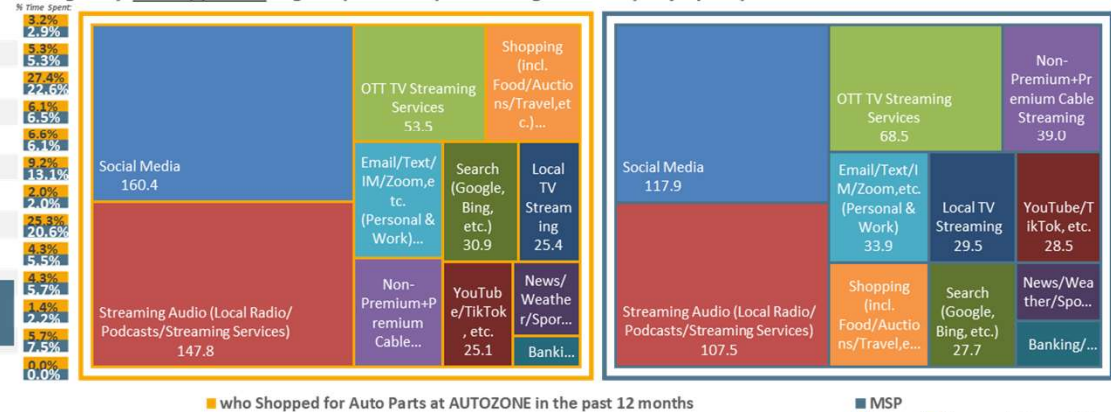 % Time Spent:
3.2%
2.9%
5.3%
5.3%
27.4%
22.6%
6.1%
6.5%
6.6%
6.1%
9.2%
13.1%
2.0%
2.0%
25.3%
20.6%
4.3%
5.5%
4.3%
5.7%
1.4%
2.2%
5.7%
7.5%
0.0%
0.0%
Social Media
160.4
Streaming Audio (Local Radio/
Podcasts/Streaming Services)
147.8
OTT TV Streaming
Services
53.5
Shopping
(incl.
Food/Auctio
ns/Travel,et
c.)...
Email/Text/
IM/Zoom,e
tc.
(Personal &
Work)...
Search
(Google,
Bing,
etc.)
30.9
Local
TV
Stream
ing
25.4
Non-
Premium+P
remium
Cable...
YouTub
e/TikTok
, etc.
25.1
News/
Weathe
r/Spor...
Banki...
Social Media
117.9
Streaming Audio (Local Radio/
Podcasts/Streaming Services)
107.5
OTT TV Streaming
Services
68.5
Non-
Premium+Pr
emium Cable
Streaming
39.0
Email/Text/I
M/Zoom,etc.
(Personal &
Work)
33.9
Local TV
Streaming
29.5
YouTube/T
ikTok, etc.
28.5
Shopping
(incl.
Food/Auctio
ns/Travel,e...
Search
(Google,
Bing, etc.)
27.7
News/Wea
ther/Spo...
Banking/...
who Shopped for Auto Parts at AUTOZONE in the past 12 months
MSP